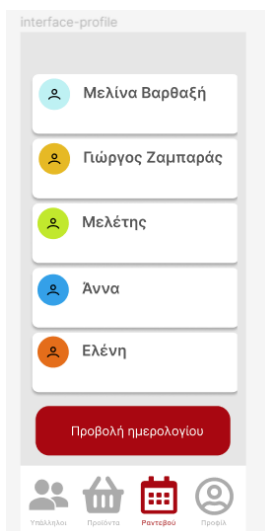 interface-profile
Μελίνα Βαρθαξή
Γιώργος Ζαμπαράς
Μελέτης
Άννα
Ελένη
Προβολή ημερολογίου
Υπάλληλοι Προϊόντα Ραντεβού Προφίλ